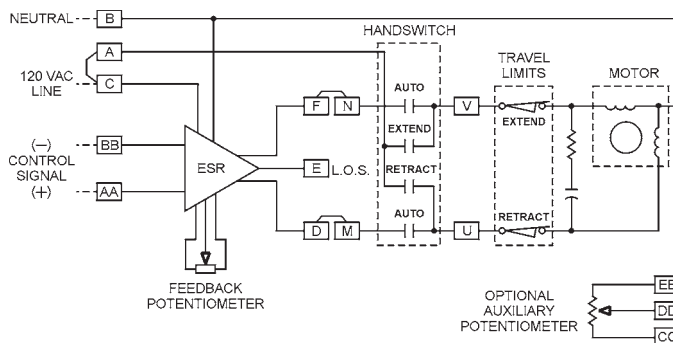 NEUTRAL
B
HANDSWITCH
A
120 VAC
LINE
C
AUTO
TRAVEL
LIMITS
MOTOR
F
N
V
EXTEND
EXTEND
(−)
CONTROL
SIGNAL
(+)
BB
AA
ESR
E
L.O.S.
RETRACT
D
M
AUTO
U
RETRACT
FEEDBACK
POTENTIOMETER
OPTIONAL
AUXILIARY
POTENTIOMETER
EE
DD
CC